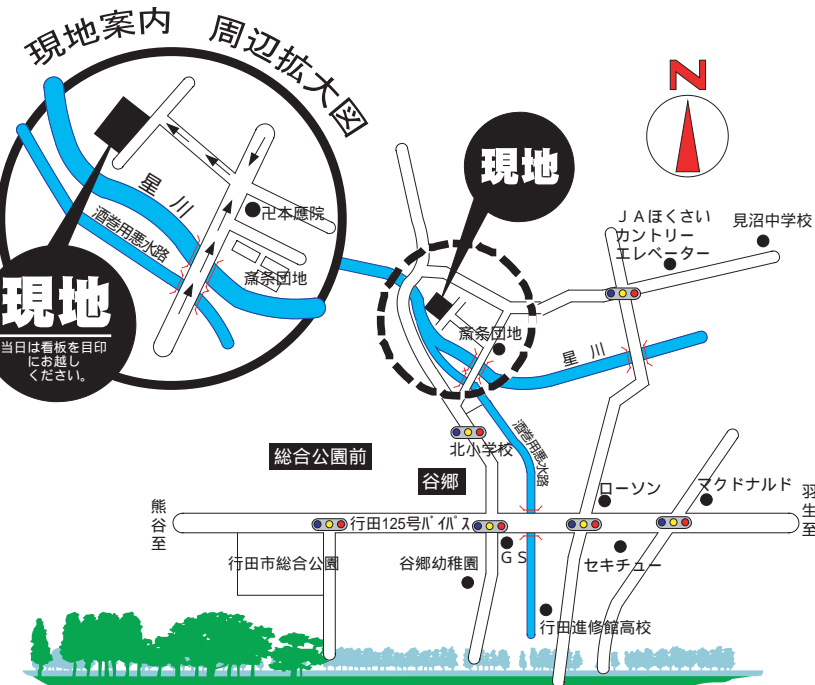 現地案内 周辺拡大図
星川
酒巻用悪水路
卍本應院
斎条団地
現地
当日は看板を目印
にお越し
ください。
N
現地
JAほくさい
カントリー
エレベーター
見沼中学校
斎条団地
星川
酒巻用悪水路
北小学校
総合公園前
谷郷
ローソン
マクドナルド
熊谷至
羽生至
行田125号バイパス
行田市総合公園
谷郷幼稚園
GS
セキチュー
行田進修館高校